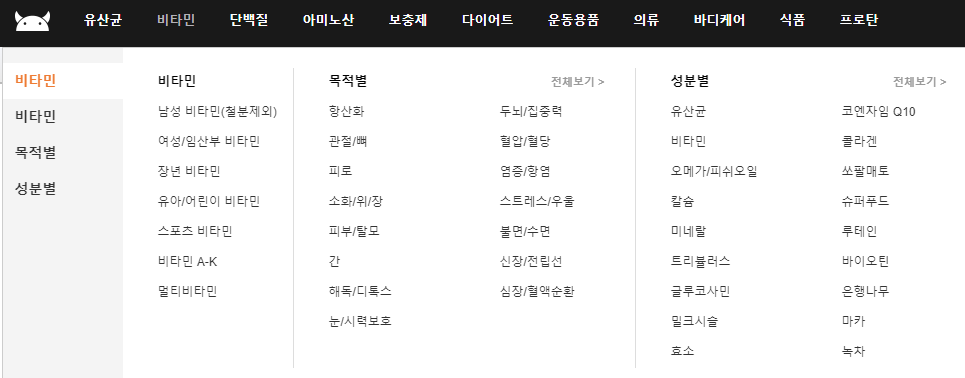 유산균 비타민 단백질 아미노산 보충제 다이어트 운동용품 의류 바디케어 식품 프로탄
비타민
비타민
목적별
성분별
비타민
남성 비타민(철분제외)
여성/임산부 비타민
장년 비타민
유아/어린이 비타민
스포츠 비타민
비타민 A-K
멀티비타민
목적별 전체보기 >
항산화
관절/뼈
피로
소화/위/장
피부/탈모
간
해독/디톡스
눈/시력보호
두뇌/집중력
혈압/혈당
염증/항염
스트레스/우울
불면/수면
신장/전립선
심장/혈액순환
성분별 전체보기 >
유산균
비타민
오메가/피쉬오일
칼슘
미네랄
트리뷸러스
글루코사민
밀크시슬
효소
코엔자임 Q10
콜라겐
쏘팔매토
슈퍼푸드
루테인
바이오틴
은행나무
마카
녹차